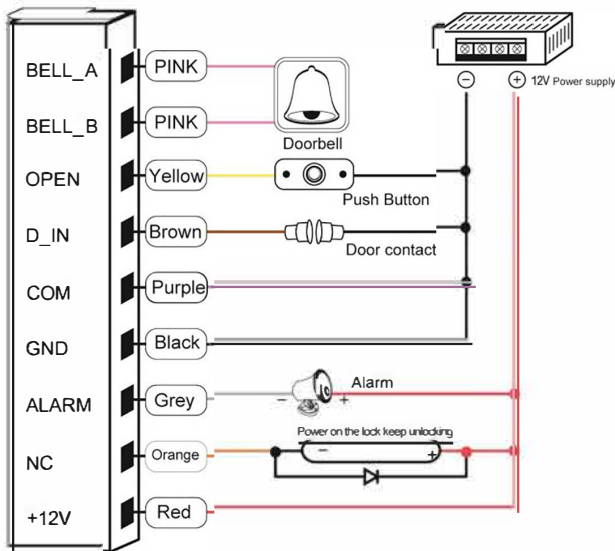 BELL_A PINK
BELL_B PINK
Doorbell
− + 12V Power supply
OPEN Yellow
Push Button
D_IN Brown
Door contact
COM Purple
GND Black
ALARM Grey − + Alarm
Power on the lock keep unlocking
NC Orange − +
+12V Red